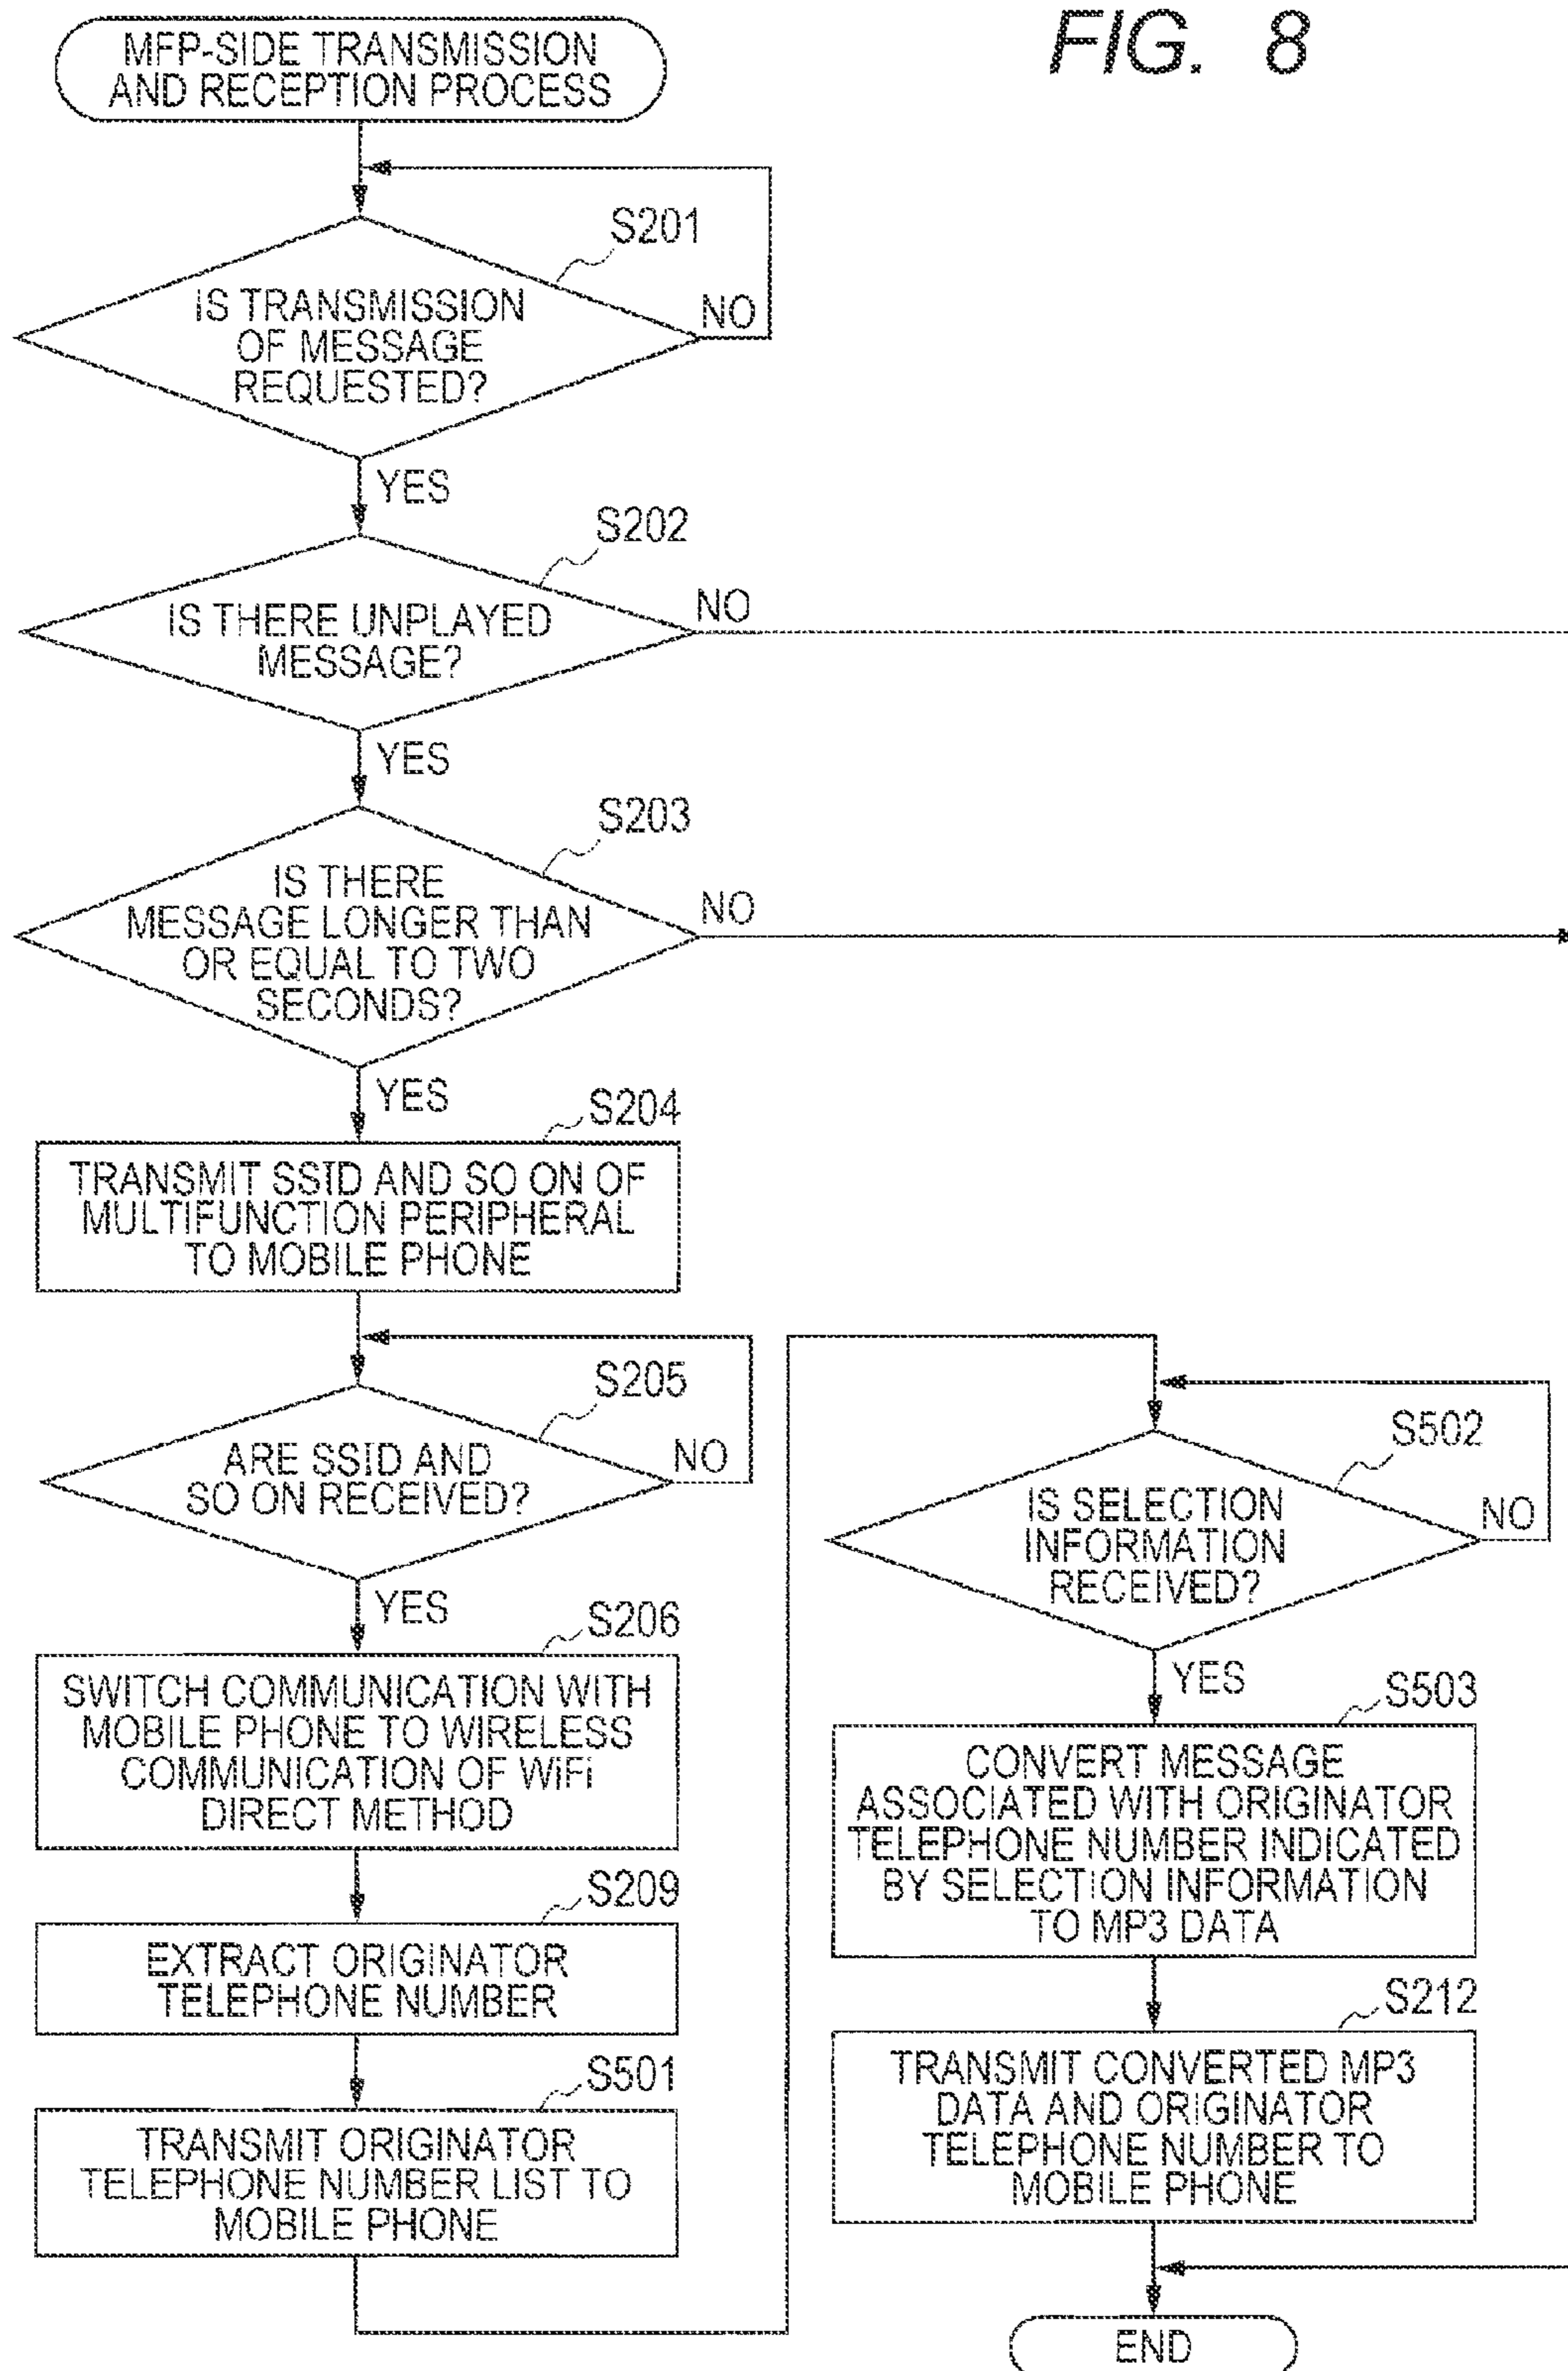 FIG. 8
MFP-SIDE TRANSMISSION
AND RECEPTION PROCESS
S201
IS TRANSMISSION
OF MESSAGE
REQUESTED?
NO
YES
S202
IS THERE UNPLAYED
MESSAGE?
NO
YES
S203
IS THERE
MESSAGE LONGER THAN
OR EQUAL TO TWO
SECONDS?
NO
YES
S204
TRANSMIT SSID AND SO ON OF
MULTIFUNCTION PERIPHERAL
TO MOBILE PHONE
S205
ARE SSID AND
SO ON RECEIVED?
NO
YES
S206
SWITCH COMMUNICATION WITH
MOBILE PHONE TO WIRELESS
COMMUNICATION OF WiFi
DIRECT METHOD
S209
EXTRACT ORIGINATOR
TELEPHONE NUMBER
S501
TRANSMIT ORIGINATOR
TELEPHONE NUMBER LIST TO
MOBILE PHONE
S502
IS SELECTION
INFORMATION
RECEIVED?
NO
YES
S503
CONVERT MESSAGE
ASSOCIATED WITH ORIGINATOR
TELEPHONE NUMBER INDICATED
BY SELECTION INFORMATION
TO MP3 DATA
S212
TRANSMIT CONVERTED MP3
DATA AND ORIGINATOR
TELEPHONE NUMBER TO
MOBILE PHONE
END